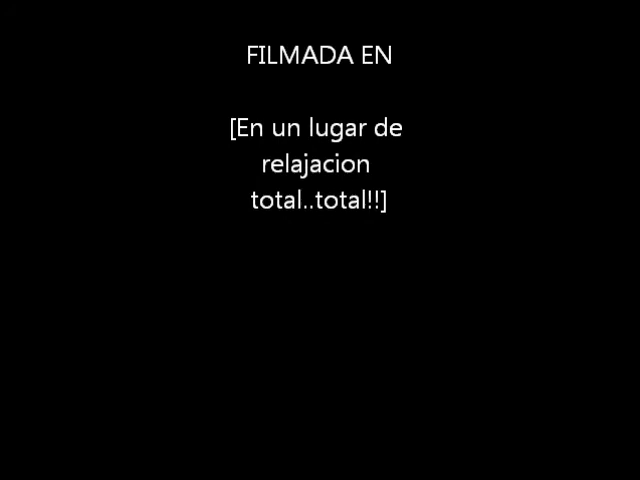 FILMADA EN
[En un lugar de
relajacion
total..total!!]